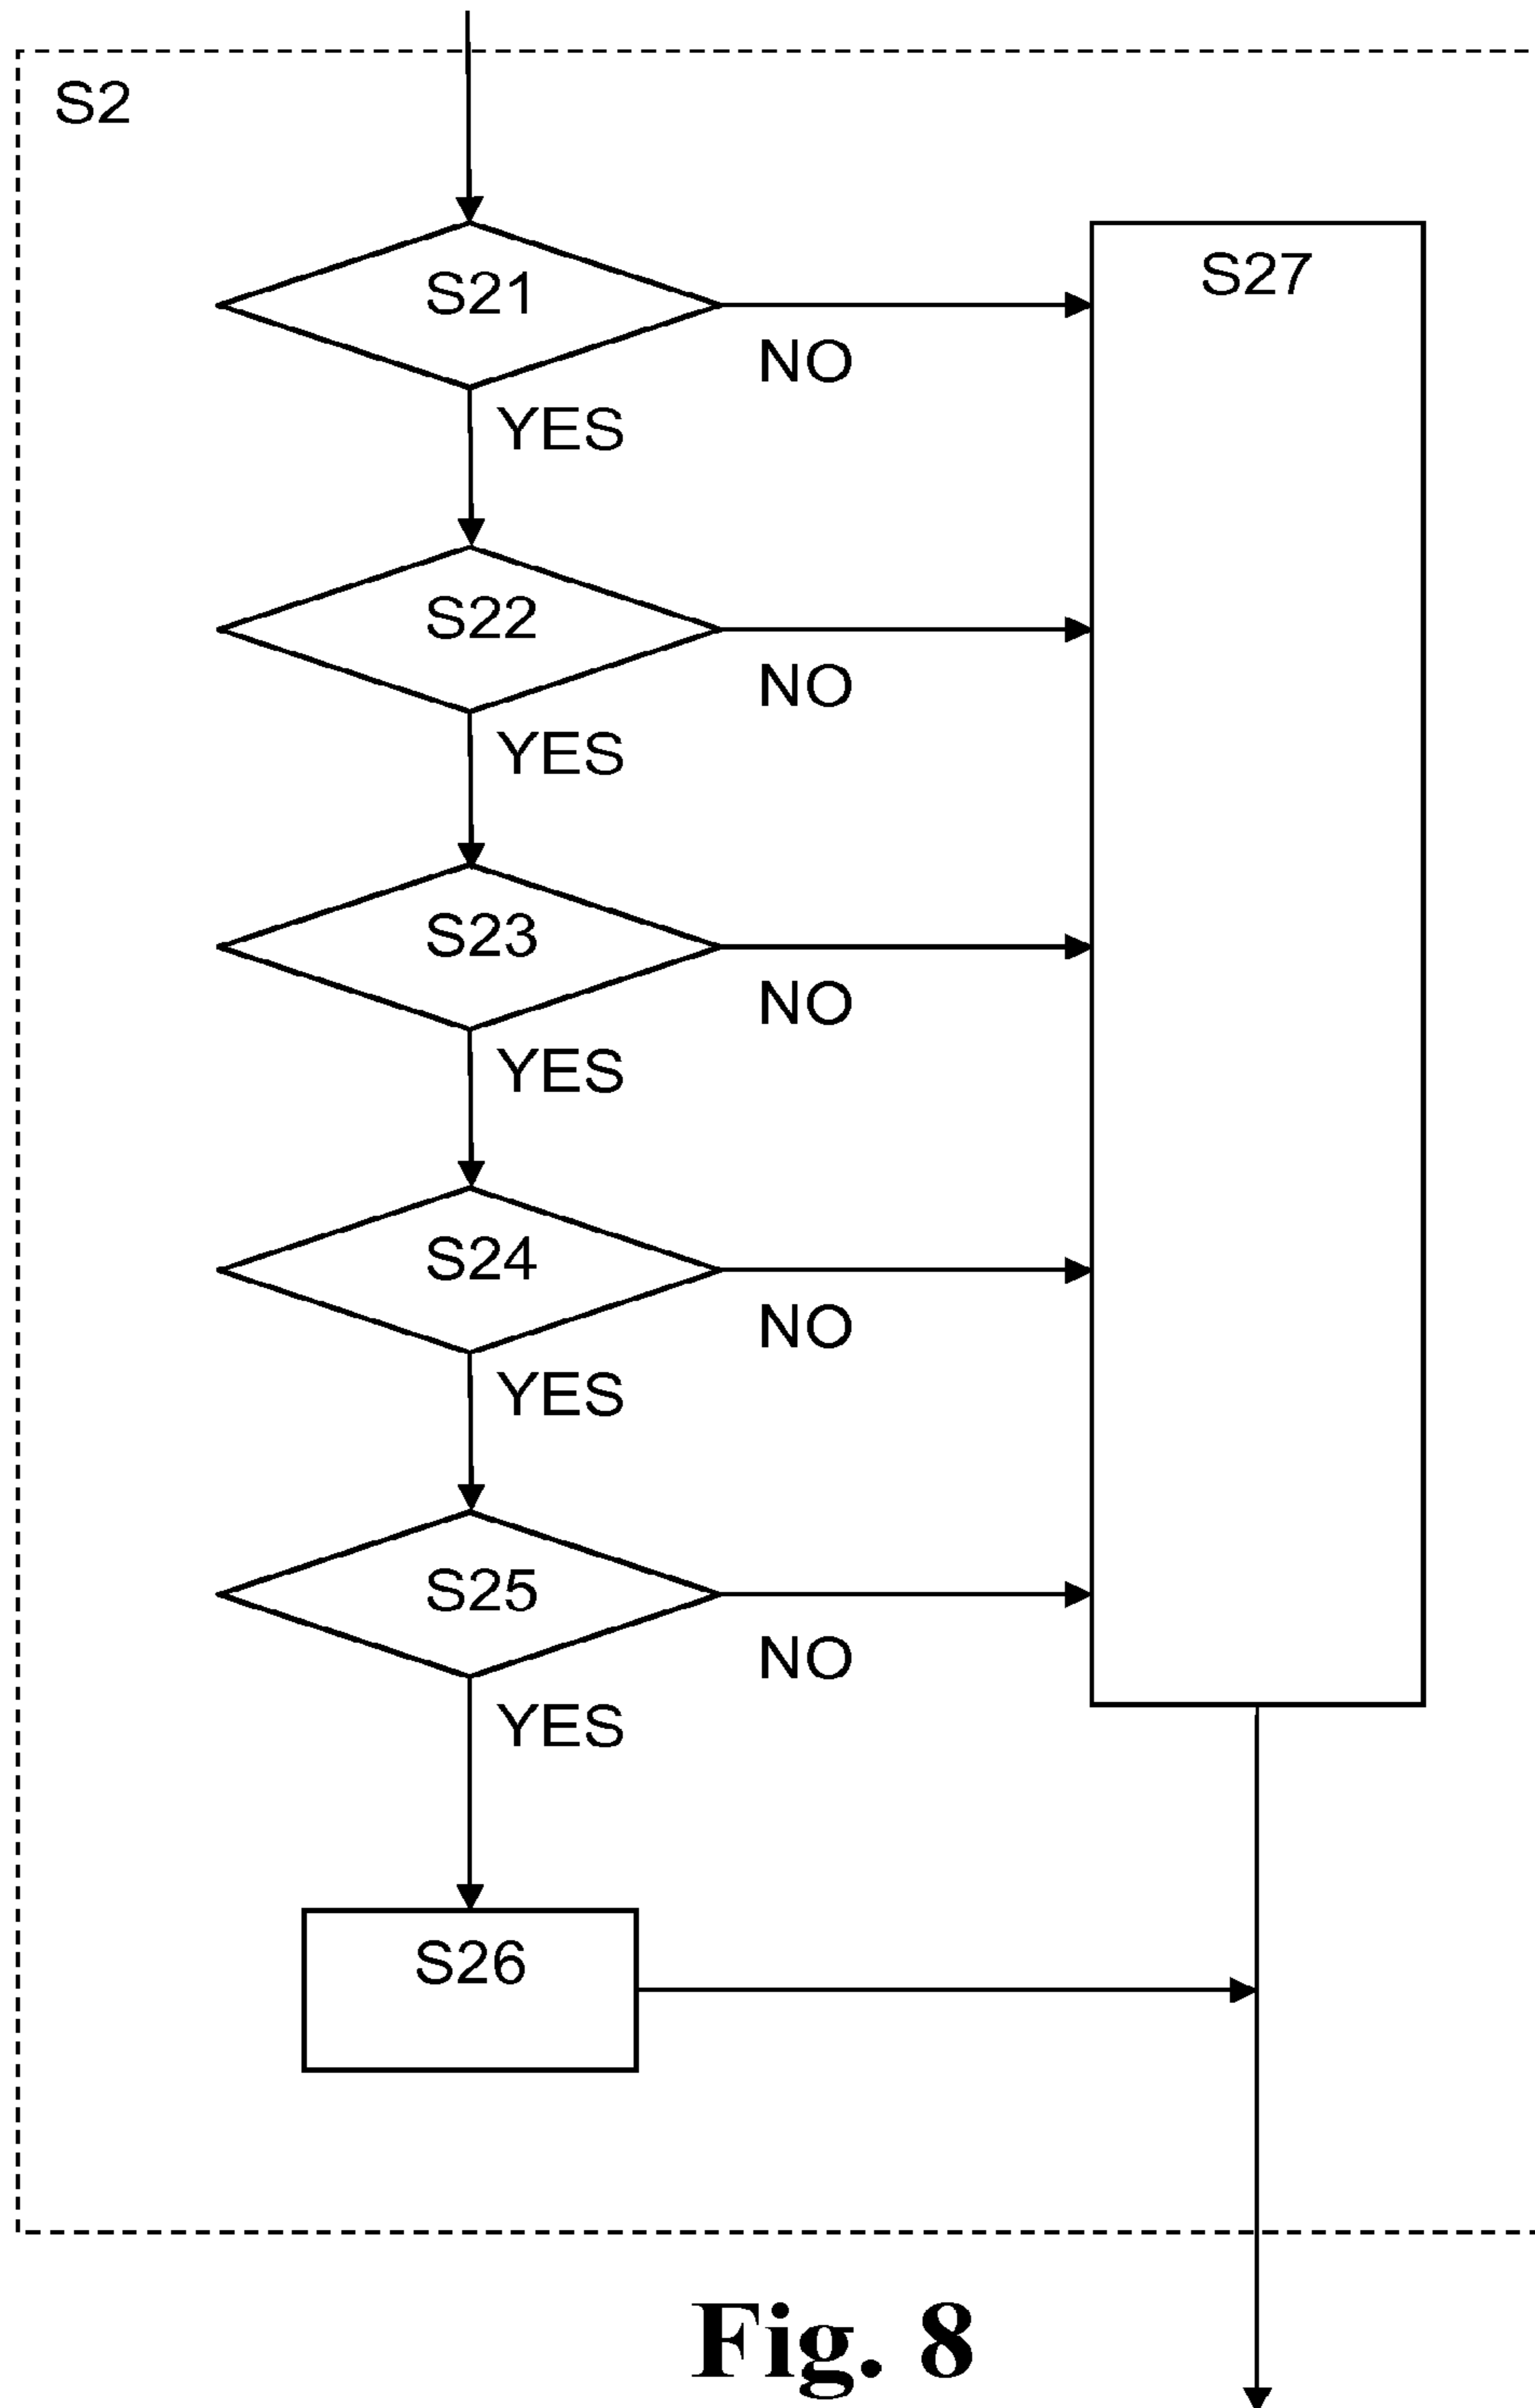 S2
S21
S27
NO
YES
S22
NO
YES
S23
NO
YES
S24
NO
YES
S25
NO
YES
S26
Fig. 8